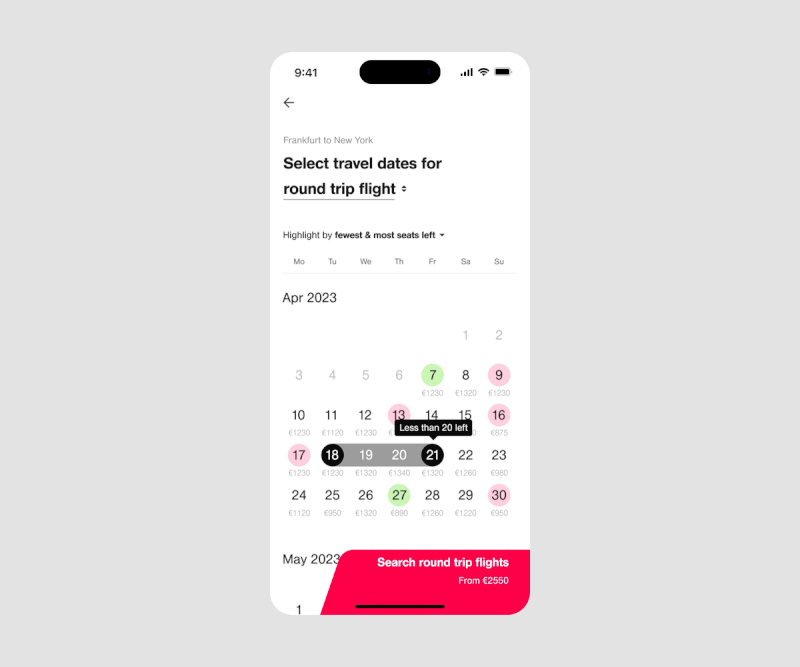 9:41
Frankfurt to New York
Select travel dates for
round trip flight
Highlight by fewest & most seats left
Mo Tu We Th Fr Sa Su
Apr 2023
1 2
3 4 5 6 7 8 9
€1230 €1320 €1230
10 11 12 13 14 15 16
€1230 €1120 €1230 €875
Less than 20 left
17 18 19 20 21 22 23
€1230 €1230 €1320 €1340 €1320 €1260 €980
24 25 26 27 28 29 30
€1120 €950 €1320 €890 €1260 €1220 €950
May 2023
Search round trip flights
From €2550
1